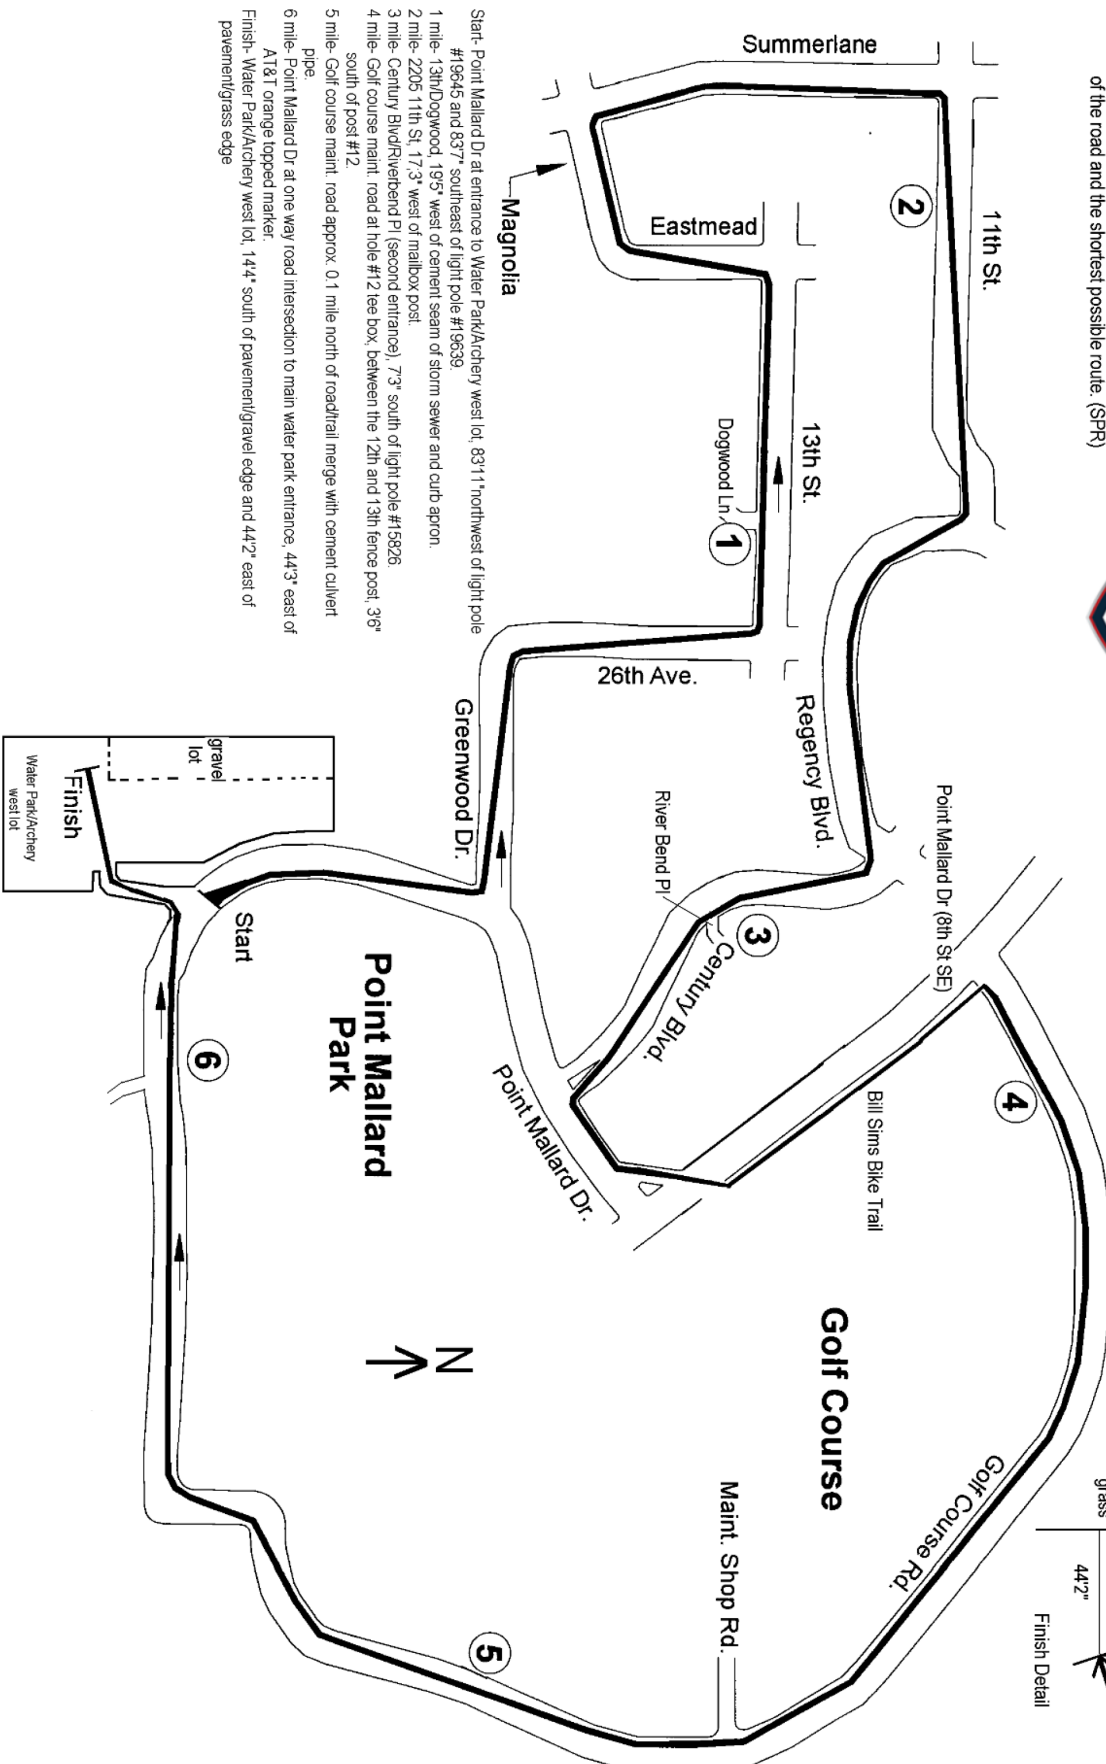 of the road and the shortest possible route. (SPR)
Summerlane
11th St.
2
Eastmead
Magnolia
13th St.
Dogwood Ln.
1
26th Ave.
Regency Blvd.
Greenwood Dr.
River Bend Pl
Point Mallard Dr (8th St SE)
3
Century Blvd.
Point Mallard Dr.
Bill Sims Bike Trail
4
Golf Course
Golf Course Rd.
Maint. Shop Rd.
5
N
Point Mallard
Park
6
Start
Finish
gravel
lot
Water Park/Archery
west lot
grass
44'2"
Finish Detail
Start- Point Mallard Dr at entrance to Water Park/Archery west lot, 83'11" northwest of light pole
#19645 and 83'7" southeast of light pole #19639.
1 mile- 13th/Dogwood, 19'5" west of cement seam of storm sewer and curb apron.
2 mile- 2205 11th St, 17'3" west of mailbox post.
3 mile- Century Blvd/Riverbend Pl (second entrance), 7'3" south of light pole #15826.
4 mile- Golf course maint. road at hole #12 tee box, between the 12th and 13th fence post, 3'6"
south of post #12.
5 mile- Golf course maint. road approx. 0.1 mile north of road/trail merge with cement culvert
pipe.
6 mile- Point Mallard Dr at one way road intersection to main water park entrance, 44'3" east of
AT&T orange topped marker.
Finish- Water Park/Archery west lot, 14'4" south of pavement/gravel edge and 44'2" east of
pavement/grass edge